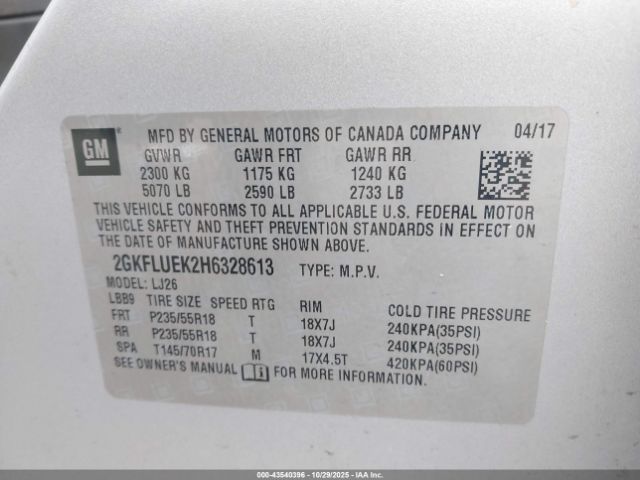 GM
MFD BY GENERAL MOTORS OF CANADA COMPANY 04/17
GVWR GAWR FRT GAWR RR
2300 KG 1175 KG 1240 KG
5070 LB 2590 LB 2733 LB
THIS VEHICLE CONFORMS TO ALL APPLICABLE U.S. FEDERAL MOTOR
VEHICLE SAFETY AND THEFT PREVENTION STANDARDS IN EFFECT ON
THE DATE OF MANUFACTURE SHOWN ABOVE.
2GKFLUEK2H6328613 TYPE: M.P.V.
MODEL: LJ26
LBB9 TIRE SIZE SPEED RTG RIM COLD TIRE PRESSURE
FRT P235/55R18 T 18X7J 240KPA(35PSI)
RR P235/55R18 T 18X7J 240KPA(35PSI)
SPA T145/70R17 M 17X4.5T 420KPA(60PSI)
SEE OWNER'S MANUAL FOR MORE INFORMATION.
000-43540396 - 10/29/2025 - IAAI.COM